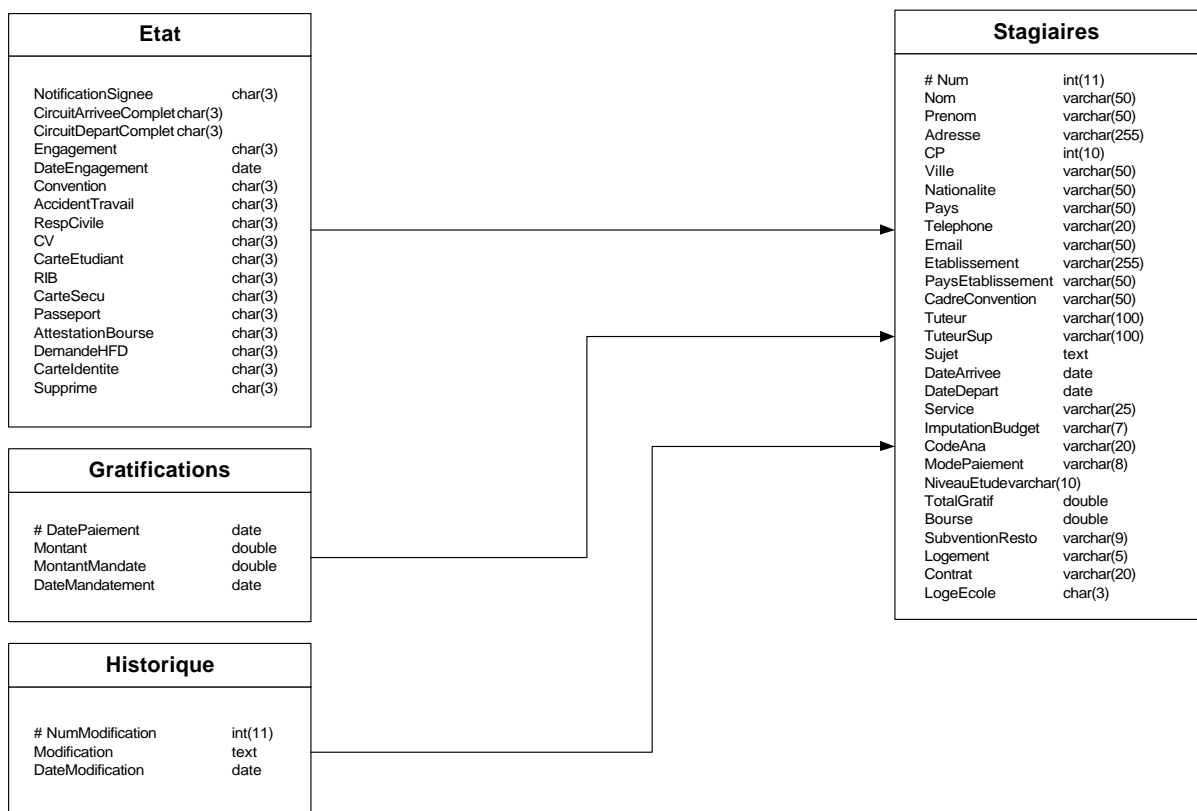 Etat
NotificationSignee char(3)
CircuitArriveeComplet char(3)
CircuitDepartComplet char(3)
Engagement char(3)
DateEngagement date
Convention char(3)
AccidentTravail char(3)
RespCivile char(3)
CV char(3)
CarteEtudiant char(3)
RIB char(3)
CarteSecu char(3)
Passeport char(3)
AttestationBourse char(3)
DemandeHFD char(3)
CarteIdentite char(3)
Supprime char(3)
Gratifications
# DatePaiement date
Montant double
MontantMandate double
DateMandatement date
Historique
# NumModification int(11)
Modification text
DateModification date
Stagiaires
# Num int(11)
Nom varchar(50)
Prenom varchar(50)
Adresse varchar(255)
CP int(10)
Ville varchar(50)
Nationalite varchar(50)
Pays varchar(50)
Telephone varchar(20)
Email varchar(50)
Etablissement varchar(255)
PaysEtablissement varchar(50)
CadreConvention varchar(50)
Tuteur varchar(100)
TuteurSup varchar(100)
Sujet text
DateArrivee date
DateDepart date
Service varchar(25)
ImputationBudget varchar(7)
CodeAna varchar(20)
ModePaiement varchar(8)
NiveauEtudevarchar(10)
TotalGratif double
Bourse double
SubventionResto varchar(9)
Logement varchar(5)
Contrat varchar(20)
LogeEcole char(3)